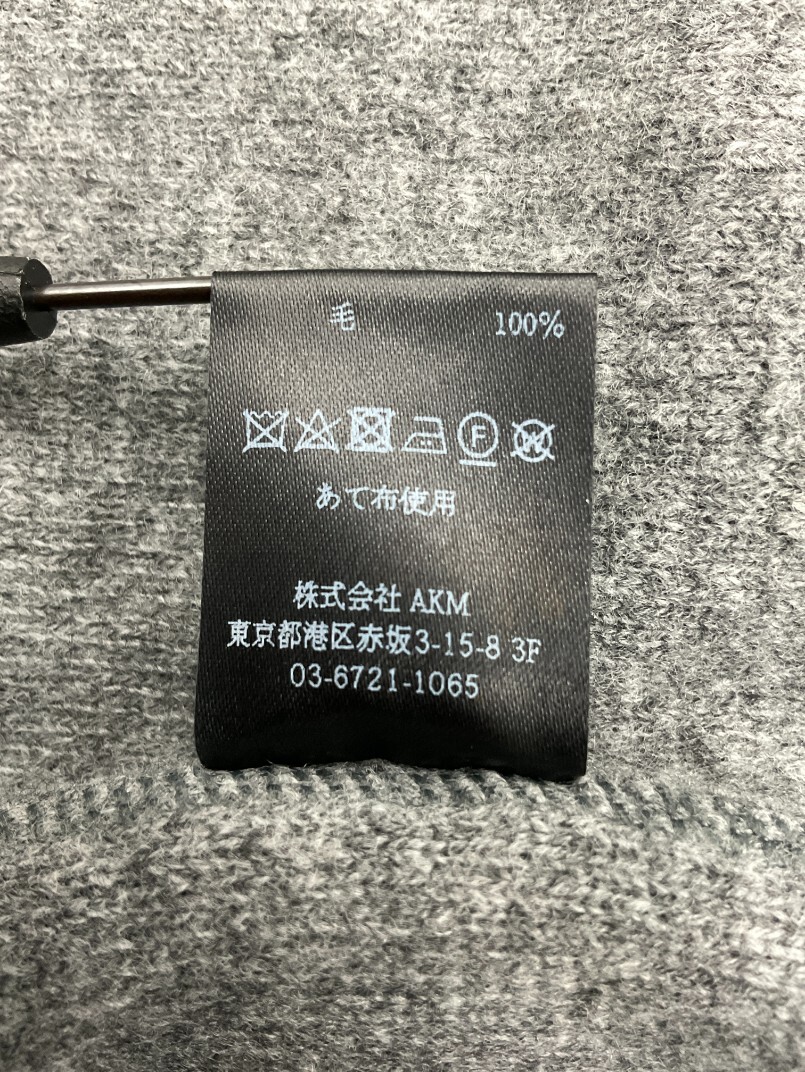 毛 100%
F W
あて布使用
株式会社 AKM
東京都港区赤坂3-15-8 3F
03-6721-1065